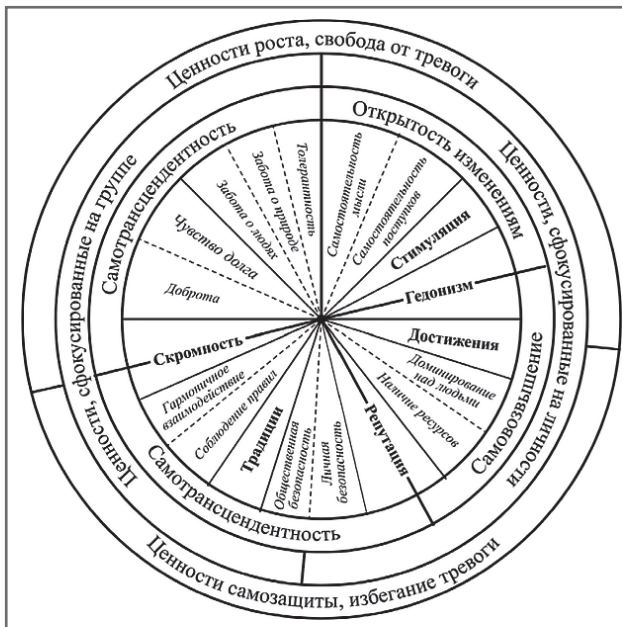 Ценности роста, свобода от тревоги
Ценности, сфокусированные на группе
Ценности, сфокусированные на личности
Ценности самозащиты, избегание тревоги
Самотрансцендентность
Открытость изменениям
Самовозвышение
Самотрансцендентность
Толерантность
Забота о природе
Забота о людях
Чувство долга
Доброта
Самостоятельность
мысли
Самостоятельность
поступков
Стимуляция
Гедонизм
Достижения
Доминирование
над людьми
Наличие ресурсов
Репутация
Личная
безопасность
Общественная
безопасность
Традиции
Соблюдение правил
Гармоничное
взаимодействие
Скромность